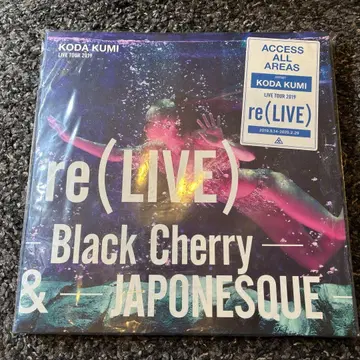 KODA KUMI
LIVE TOUR 2019
re(LIVE)
— Black Cherry —
& — JAPONESQUE —
ACCESS
ALL
AREAS
KODA KUMI
LIVE TOUR 2019
re(LIVE)